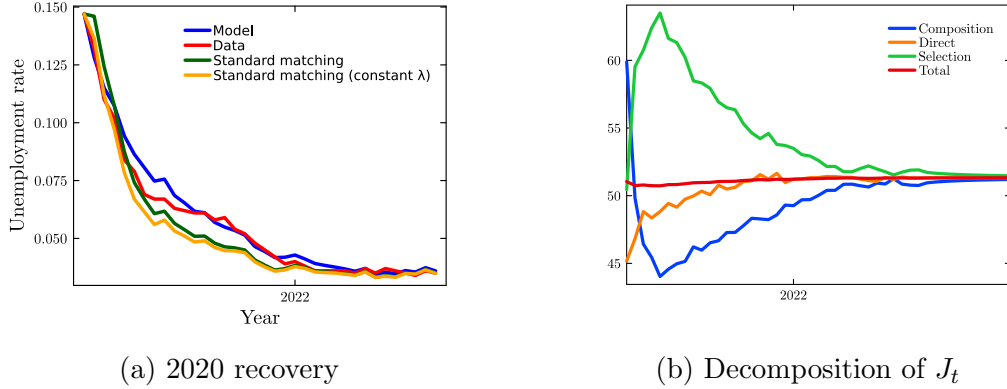 0.150
0.125
0.100
0.075
0.050
Unemployment rate
Model
Data
Standard matching
Standard matching (constant λ)
2022
Year
(a) 2020 recovery
60
55
50
45
Composition
Direct
Selection
Total
2022
(b) Decomposition of J_t